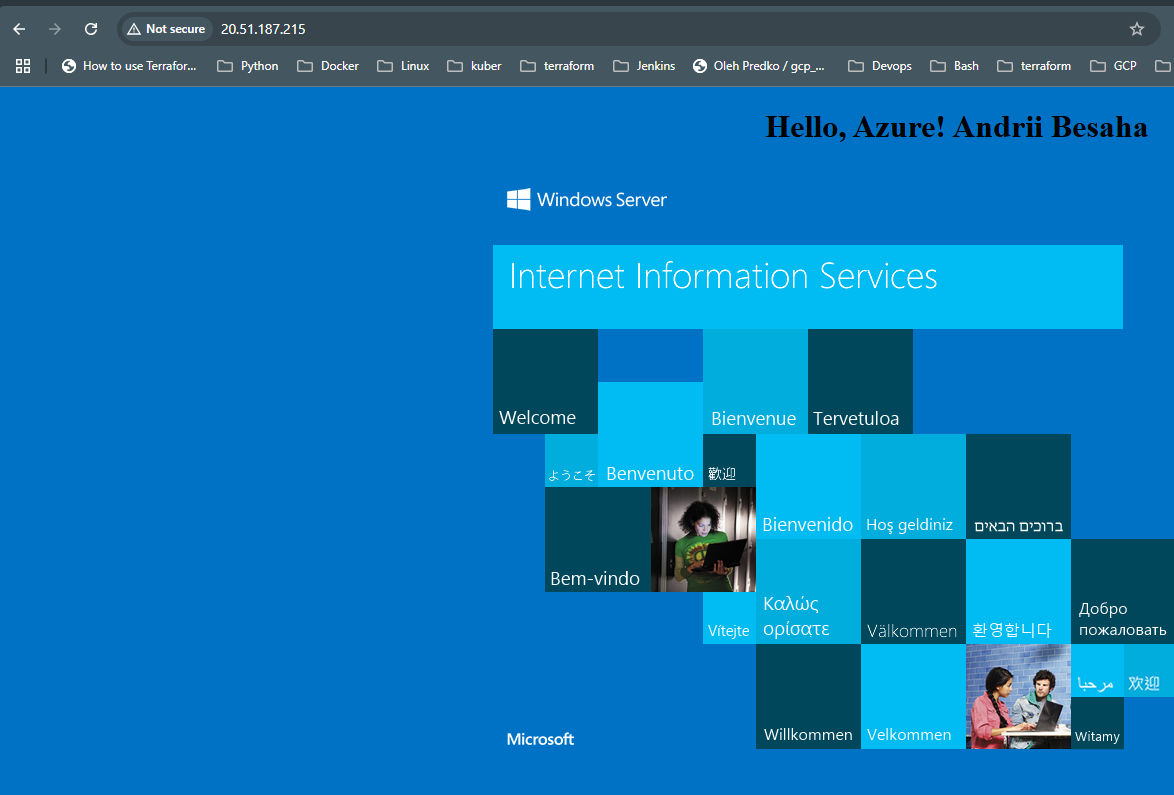 Not secure
20.51.187.215
How to use Terrafor...
Python
Docker
Linux
kuber
terraform
Jenkins
Oleh Predko / gcp_...
Devops
Bash
terraform
GCP
Hello, Azure! Andrii Besaha
Windows Server
Internet Information Services
Welcome
Bienvenue
Tervetuloa
ようこそ
Benvenuto
歡迎
Bienvenido
Hoş geldiniz
ברוכים הבאים
Bem-vindo
Vítejte
Καλώς
ορίσατε
Välkommen
환영합니다
Добро
пожаловать
Willkommen
Velkommen
مرحبا
欢迎
Witamy
Microsoft